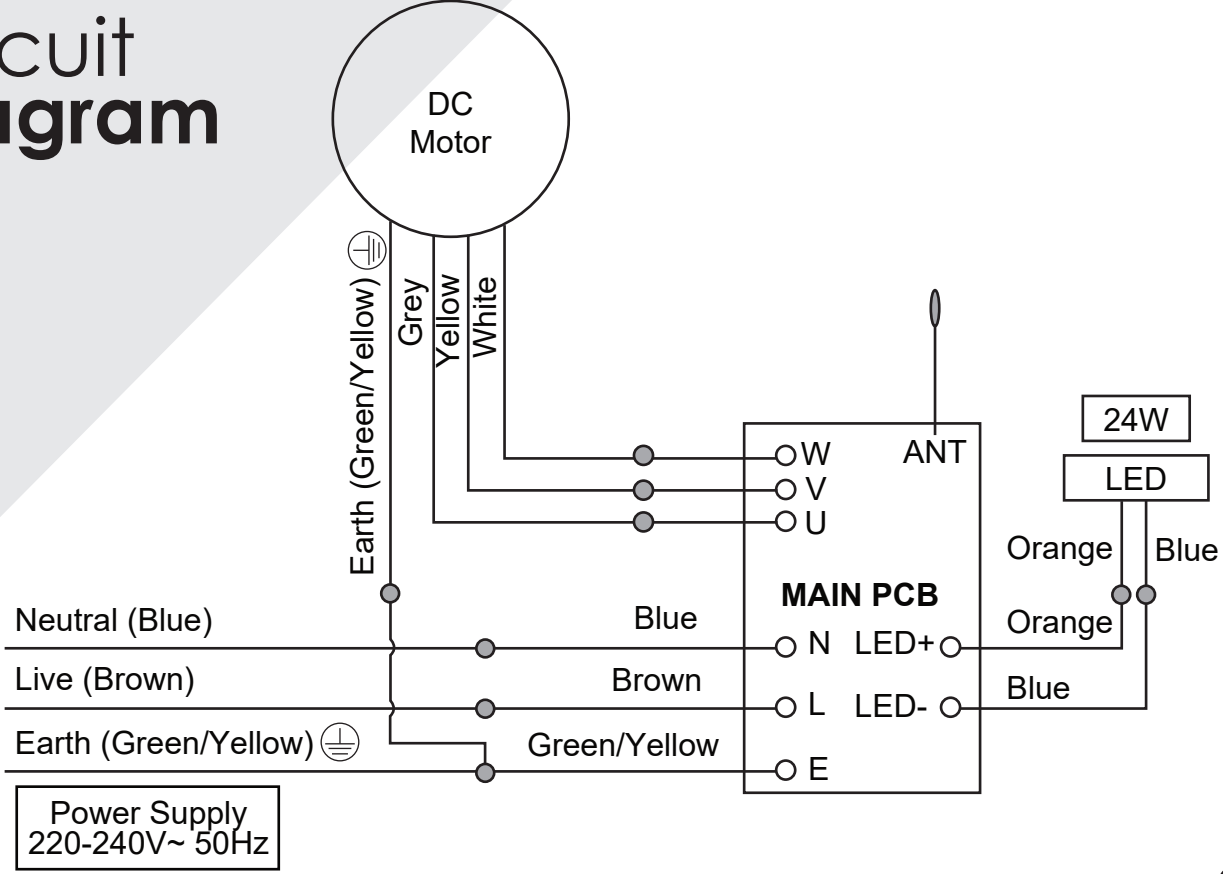 cuit
agram
DC
Motor
Earth (Green/Yellow)
Grey
Yellow
White
W
V
U
ANT
24W
LED
Orange
Blue
MAIN PCB
Neutral (Blue)
Blue
N
LED+
Orange
Live (Brown)
Brown
L
LED-
Blue
Earth (Green/Yellow)
Green/Yellow
E
Power Supply
220-240V~ 50Hz